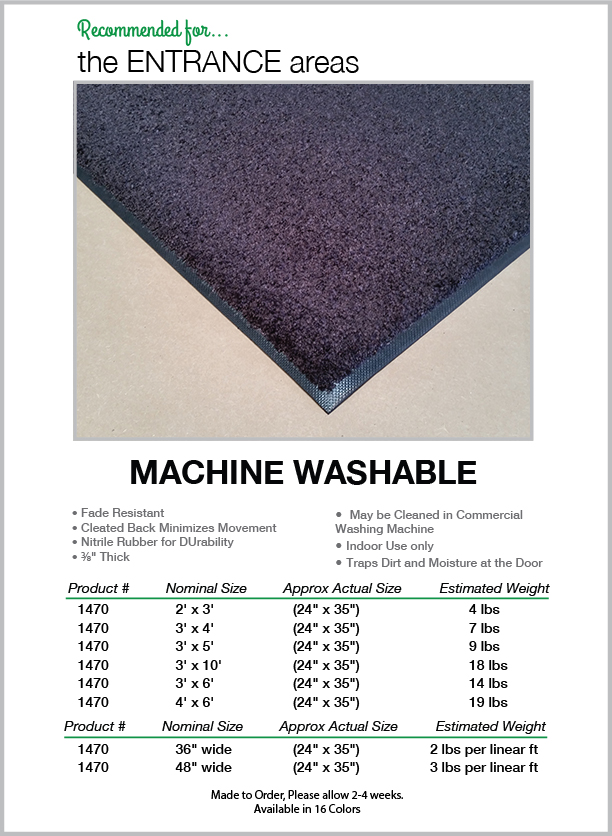 Recommended for...
the ENTRANCE areas
MACHINE WASHABLE
• Fade Resistant
• Cleated Back Minimizes Movement
• Nitrile Rubber for DUrability
• ⅜" Thick
• May be Cleaned in Commercial
Washing Machine
• Indoor Use only
• Traps Dirt and Moisture at the Door
Product # Nominal Size Approx Actual Size Estimated Weight
1470 2' x 3' (24" x 35") 4 lbs
1470 3' x 4' (24" x 35") 7 lbs
1470 3' x 5' (24" x 35") 9 lbs
1470 3' x 10' (24" x 35") 18 lbs
1470 3' x 6' (24" x 35") 14 lbs
1470 4' x 6' (24" x 35") 19 lbs
Product # Nominal Size Approx Actual Size Estimated Weight
1470 36" wide (24" x 35") 2 lbs per linear ft
1470 48" wide (24" x 35") 3 lbs per linear ft
Made to Order, Please allow 2-4 weeks.
Available in 16 Colors